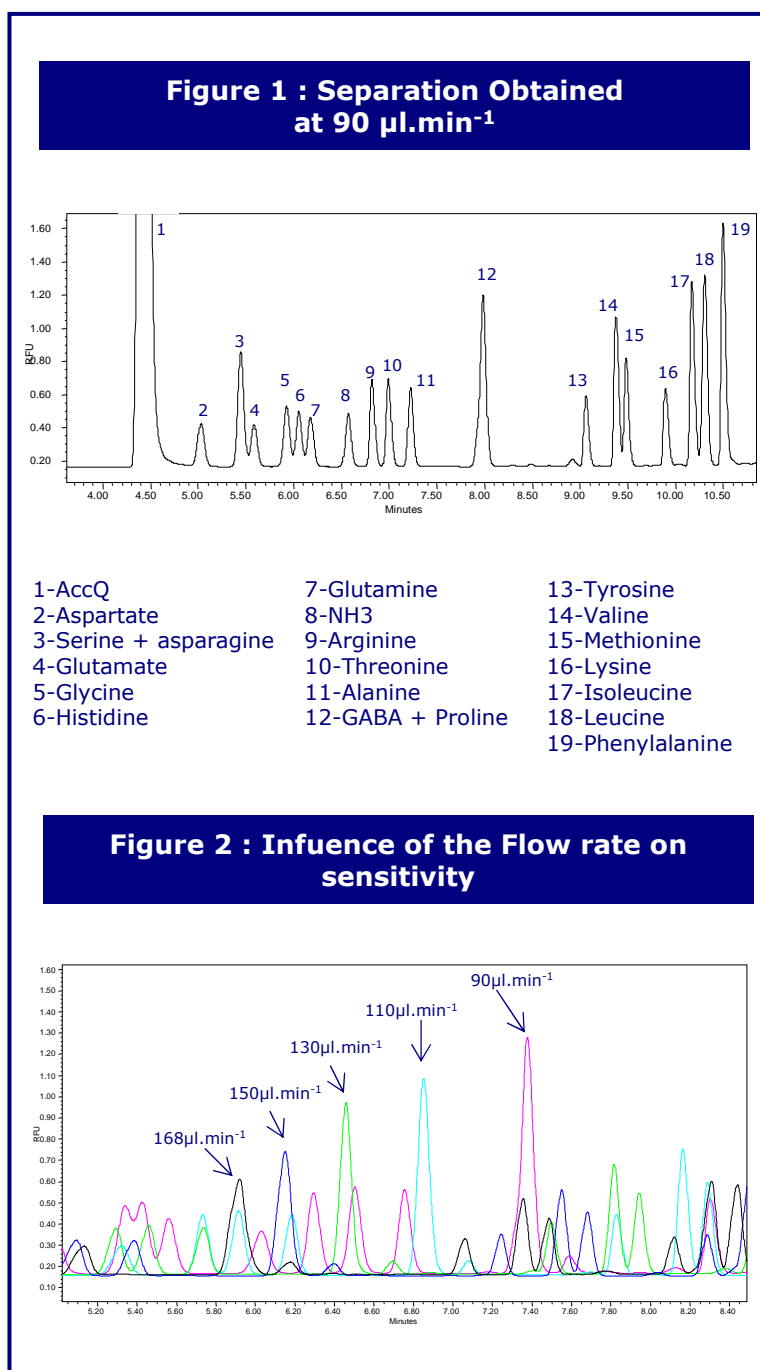 Figure 1 : Separation Obtained
at 90 µl.min-1
1.60
1.40
1.20
1.00
0.80
0.60
0.40
0.20
RFU
1
2
3
4
5
6
7
8
9
10
11
12
13
14
15
16
17
18
19
4.00 4.50 5.00 5.50 6.00 6.50 7.00 7.50 8.00 8.50 9.00 9.50 10.00 10.50
Minutes
1-AccQ
2-Aspartate
3-Serine + asparagine
4-Glutamate
5-Glycine
6-Histidine
7-Glutamine
8-NH3
9-Arginine
10-Threonine
11-Alanine
12-GABA + Proline
13-Tyrosine
14-Valine
15-Methionine
16-Lysine
17-Isoleucine
18-Leucine
19-Phenylalanine
Figure 2 : Infuence of the Flow rate on
sensitivity
1.60
1.50
1.40
1.30
1.20
1.10
1.00
0.90
0.80
0.70
0.60
0.50
0.40
0.30
0.20
0.10
RFU
168µl.min-1
150µl.min-1
130µl.min-1
110µl.min-1
90µl.min-1
5.20 5.40 5.60 5.80 6.00 6.20 6.40 6.60 6.80 7.00 7.20 7.40 7.60 7.80 8.00 8.20 8.40
Minutes